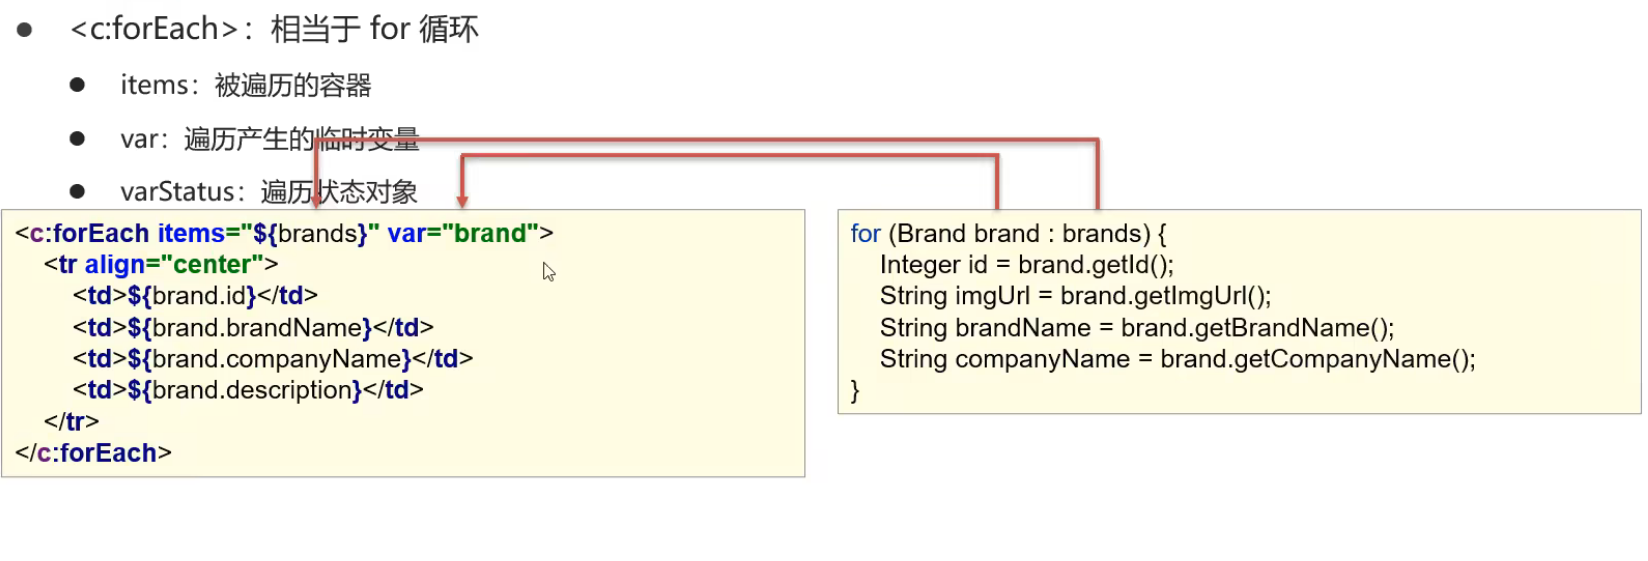 ● <c:forEach>：相当于 for 循环
● items：被遍历的容器
● var：遍历产生的临时变量
● varStatus：遍历状态对象
<c:forEach items="${brands}" var="brand">
<tr align="center">
<td>${brand.id}</td>
<td>${brand.brandName}</td>
<td>${brand.companyName}</td>
<td>${brand.description}</td>
</tr>
</c:forEach>
for (Brand brand : brands) {
Integer id = brand.getId();
String imgUrl = brand.getImgUrl();
String brandName = brand.getBrandName();
String companyName = brand.getCompanyName();
}